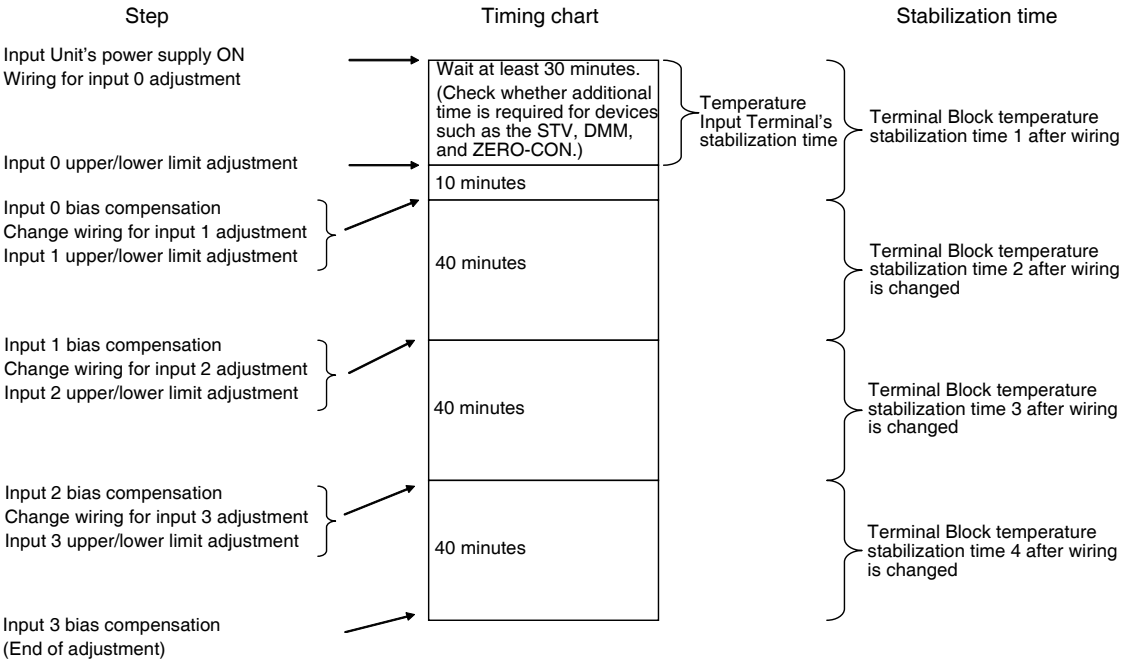 Step
Timing chart
Stabilization time
Input Unit's power supply ON
Wiring for input 0 adjustment
Wait at least 30 minutes.
(Check whether additional
time is required for devices
such as the STV, DMM,
and ZERO-CON.)
Temperature
Input Terminal's
stabilization time
Terminal Block temperature
stabilization time 1 after wiring
Input 0 upper/lower limit adjustment
10 minutes
Input 0 bias compensation
Change wiring for input 1 adjustment
Input 1 upper/lower limit adjustment
40 minutes
Terminal Block temperature
stabilization time 2 after wiring
is changed
Input 1 bias compensation
Change wiring for input 2 adjustment
Input 2 upper/lower limit adjustment
40 minutes
Terminal Block temperature
stabilization time 3 after wiring
is changed
Input 2 bias compensation
Change wiring for input 3 adjustment
Input 3 upper/lower limit adjustment
40 minutes
Terminal Block temperature
stabilization time 4 after wiring
is changed
Input 3 bias compensation
(End of adjustment)